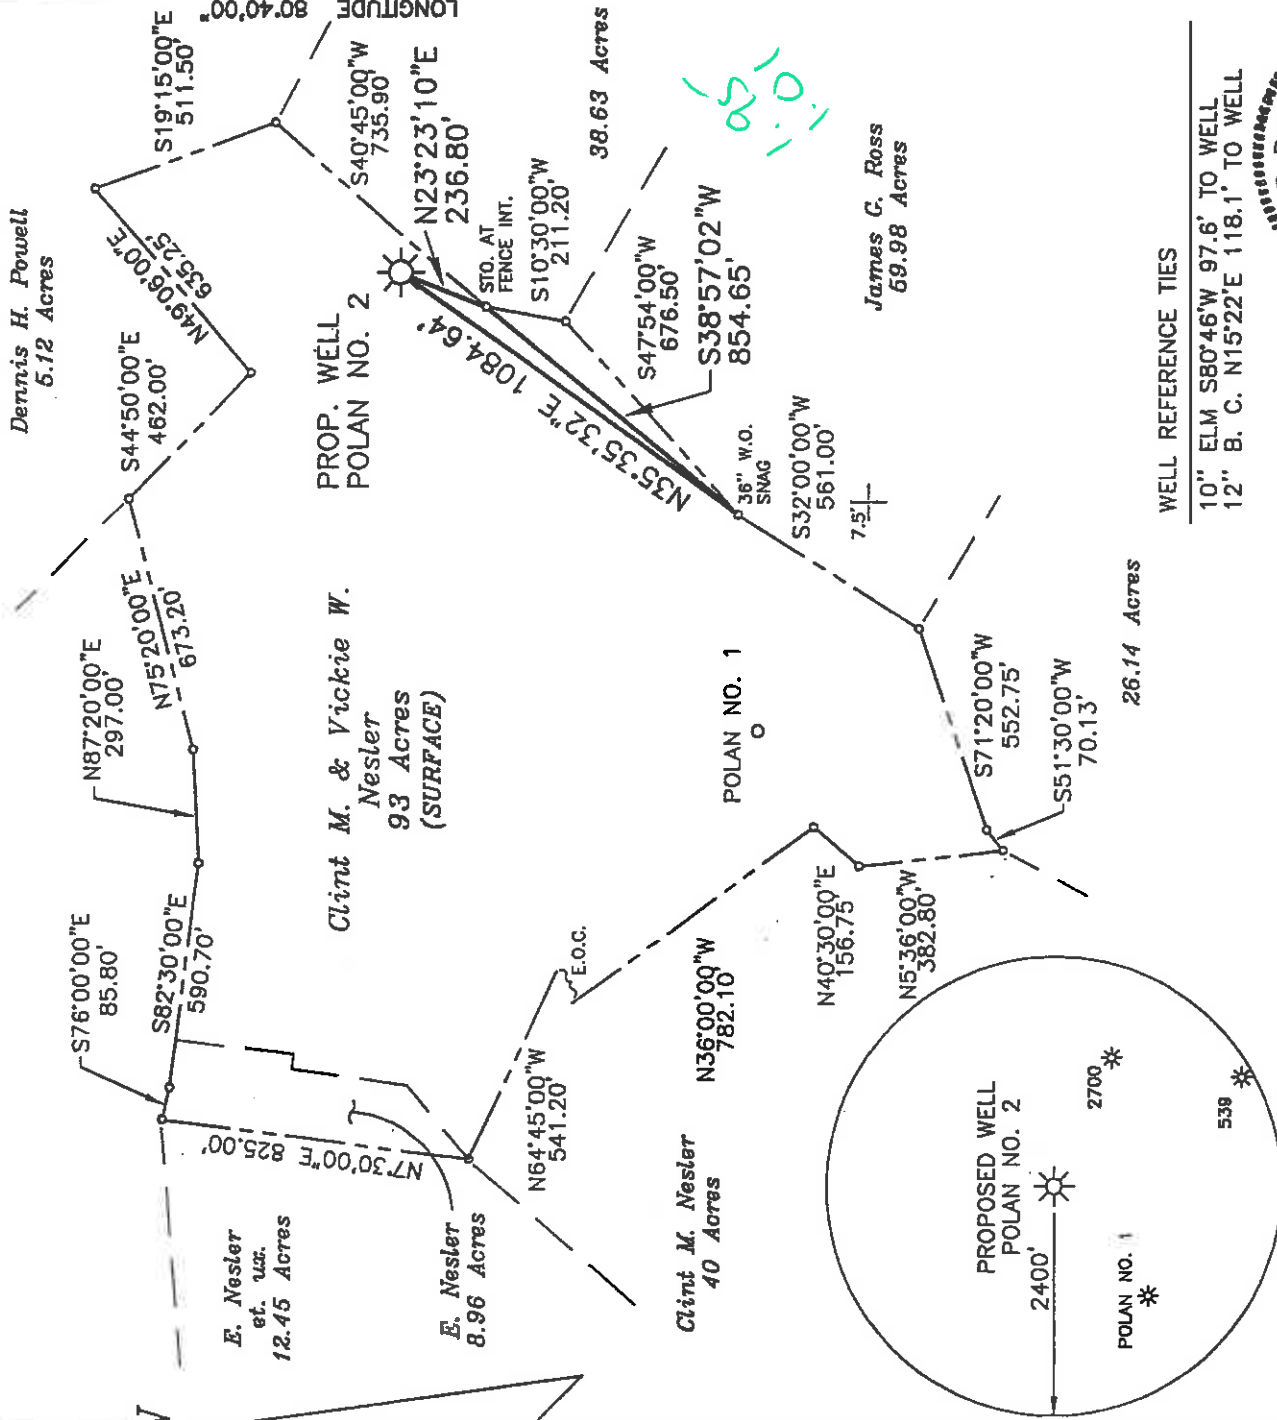 Dennis H. Powell
5.12 Acres
S19°15'00"E
511.50'
LONGITUDE 80°40'00"
N49°06'00"E
635.25'
S44°50'00"E
462.00'
S40°45'00"W
735.90'
N23°23'10"E
236.80'
STO. AT
FENCE INT.
S10°30'00"W
211.20'
38.63 Acres
PROP. WELL
POLAN NO. 2
N35°35'32"E 1084.64'
S47°54'00"W
676.50'
S38°57'02"W
854.65'
James G. Ross
59.98 Acres
36" W.O.
SNAG
S32°00'00"W
561.00'
7.5'
N75°20'00"E
673.20'
N87°20'00"E
297.00'
Clint M. & Vickie W.
Nesler
93 Acres
(SURFACE)
POLAN NO. 1
S71°20'00"W
552.75'
S51°30'00"W
70.13'
26.14 Acres
WELL REFERENCE TIES
10" ELM S80°46'W 97.6' TO WELL
12" B. C. N15°22'E 118.1' TO WELL
S76°00'00"E
85.80'
S82°30'00"E
590.70'
N7°30'00"E 825.00'
E.O.C.
N64°45'00"W
541.20'
N36°00'00"W
782.10'
N40°30'00"E
156.75'
N5°36'00"W
382.80'
E. Nesler
et. ux.
12.45 Acres
E. Nesler
8.96 Acres
Clint M. Nesler
40 Acres
PROPOSED WELL
POLAN NO. 2
2400'
2700
539
POLAN NO. 1